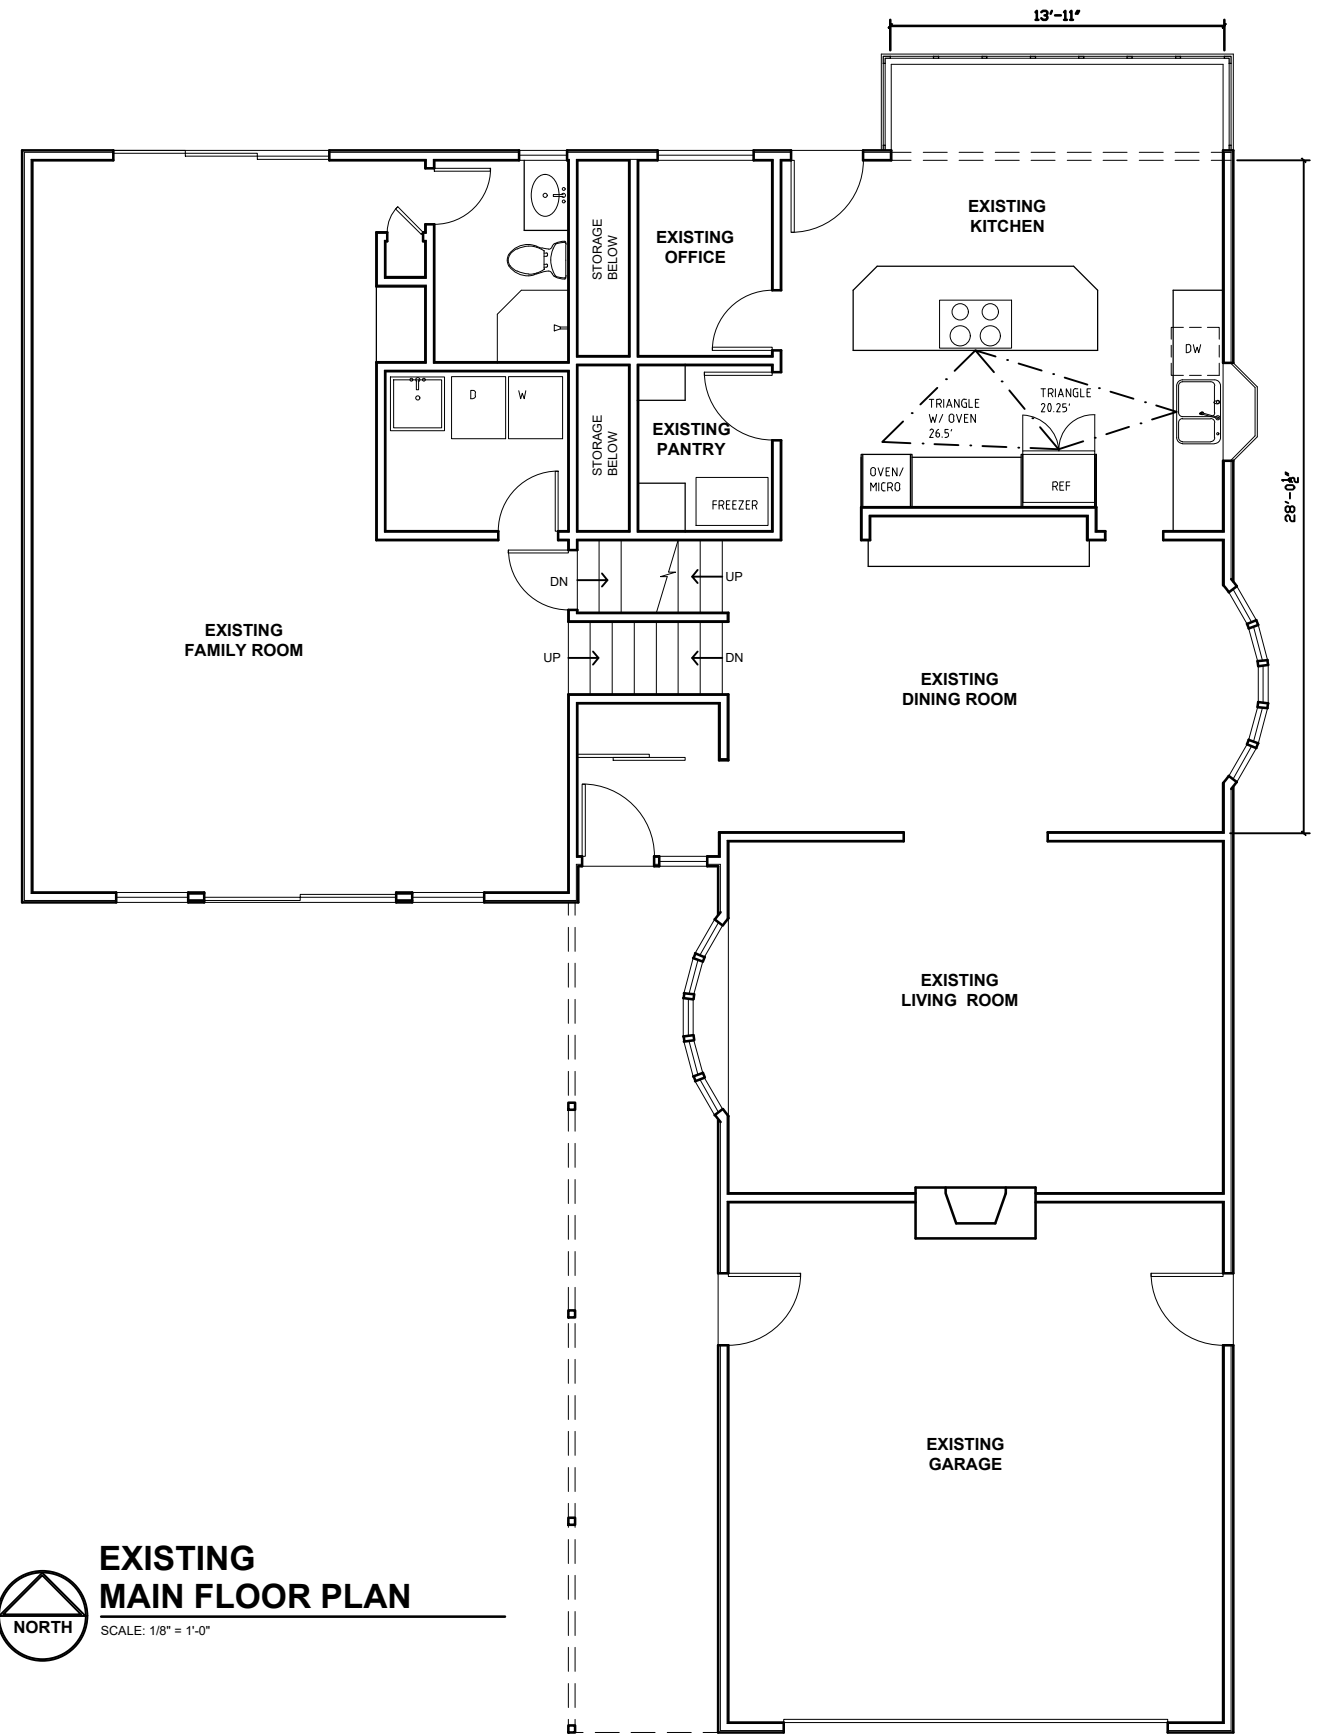 13'-11"
EXISTING
KITCHEN
STORAGE
BELOW
EXISTING
OFFICE
DW
D
W
TRIANGLE
W/ OVEN
26.5'
TRIANGLE
20.25'
STORAGE
BELOW
EXISTING
PANTRY
FREEZER
OVEN/
MICRO
REF
28'-0½"
DN
UP
UP
DN
EXISTING
FAMILY ROOM
EXISTING
DINING ROOM
EXISTING
LIVING ROOM
EXISTING
GARAGE
EXISTING
MAIN FLOOR PLAN
NORTH
SCALE: 1/8" = 1'-0"